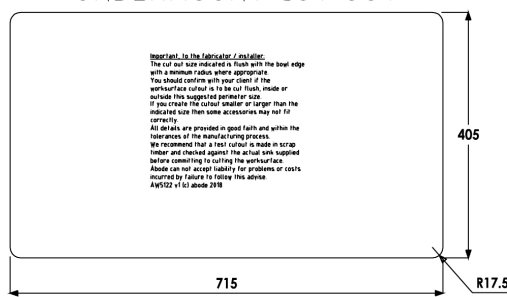 Important, to the fabricator / installer:
The cut out size indicated is flush with the bowl edge
with a minimum radius where appropriate.
You should confirm with your client if the
worksurface cutout is to be cut flush, inside or
outside this suggested perimeter size.
If you create the cutout smaller or larger than the
indicated size then some accessories may not fit
correctly.
All details are provided in good faith and within the
tolerances of the manufacturing process.
We recommend that a test cutout is made in scrap
timber and checked against the actual sink supplied
before committing to cutting the worksurface.
Abode can not accept liability for problems or costs
incurred by failure to follow this advise.
AW5122 v1 (c) abode 2018
405
715
R17.5